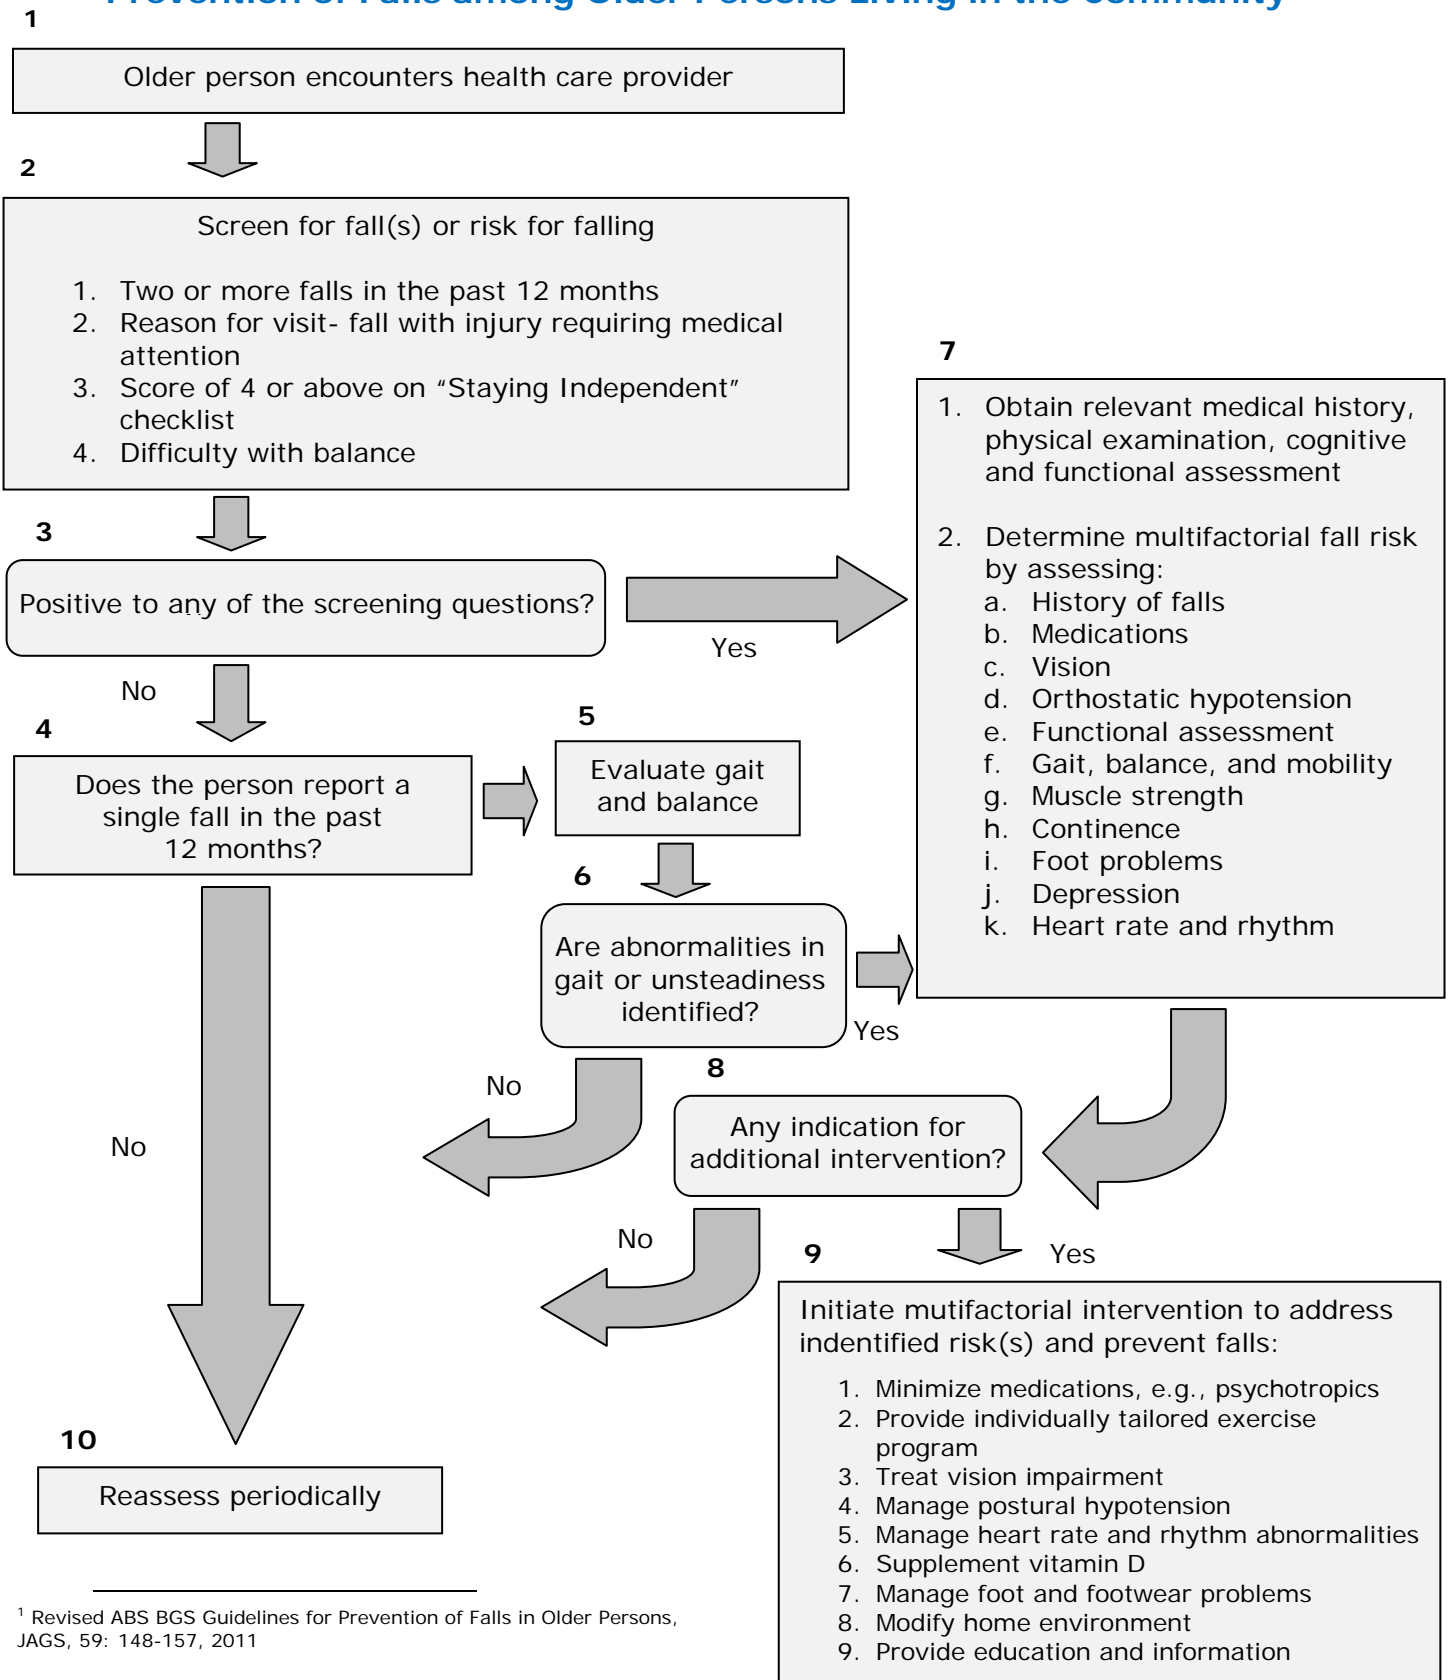 Prevention of Falls among Older Persons Living in the Community
1
Older person encounters health care provider
2
Screen for fall(s) or risk for falling
1. Two or more falls in the past 12 months
2. Reason for visit- fall with injury requiring medical
attention
3. Score of 4 or above on “Staying Independent”
checklist
4. Difficulty with balance
3
Positive to any of the screening questions?
Yes
No
4
Does the person report a
single fall in the past
12 months?
5
Evaluate gait
and balance
6
Are abnormalities in
gait or unsteadiness
identified?
Yes
No
7
1. Obtain relevant medical history,
physical examination, cognitive
and functional assessment
2. Determine multifactorial fall risk
by assessing:
a. History of falls
b. Medications
c. Vision
d. Orthostatic hypotension
e. Functional assessment
f. Gait, balance, and mobility
g. Muscle strength
h. Continence
i. Foot problems
j. Depression
k. Heart rate and rhythm
8
Any indication for
additional intervention?
No
No
Yes
9
Initiate mutifactorial intervention to address
indentified risk(s) and prevent falls:
1. Minimize medications, e.g., psychotropics
2. Provide individually tailored exercise
program
3. Treat vision impairment
4. Manage postural hypotension
5. Manage heart rate and rhythm abnormalities
6. Supplement vitamin D
7. Manage foot and footwear problems
8. Modify home environment
9. Provide education and information
10
Reassess periodically
1 Revised ABS BGS Guidelines for Prevention of Falls in Older Persons,
JAGS, 59: 148-157, 2011